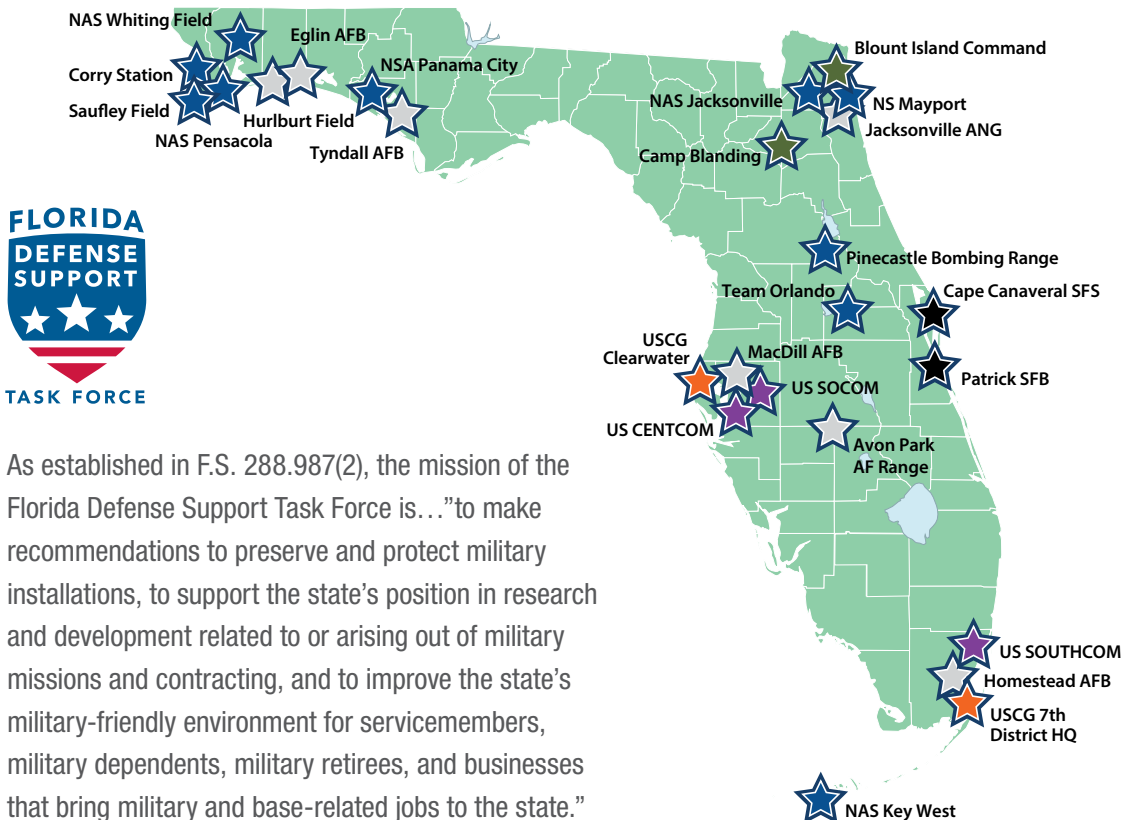 NAS Whiting Field
Eglin AFB
Corry Station
NSA Panama City
Saufley Field
Hurlburt Field
NAS Pensacola
Tyndall AFB
Blount Island Command
NAS Jacksonville
NS Mayport
Jacksonville ANG
Camp Blanding
Pinecastle Bombing Range
Team Orlando
Cape Canaveral SFS
USCG
Clearwater
MacDill AFB
Patrick SFB
US SOCOM
US CENTCOM
Avon Park
AF Range
US SOUTHCOM
Homestead AFB
USCG 7th
District HQ
NAS Key West
FLORIDA
DEFENSE
SUPPORT
TASK FORCE
As established in F.S. 288.987(2), the mission of the
Florida Defense Support Task Force is…”to make
recommendations to preserve and protect military
installations, to support the state’s position in research
and development related to or arising out of military
missions and contracting, and to improve the state’s
military-friendly environment for servicemembers,
military dependents, military retirees, and businesses
that bring military and base-related jobs to the state.”